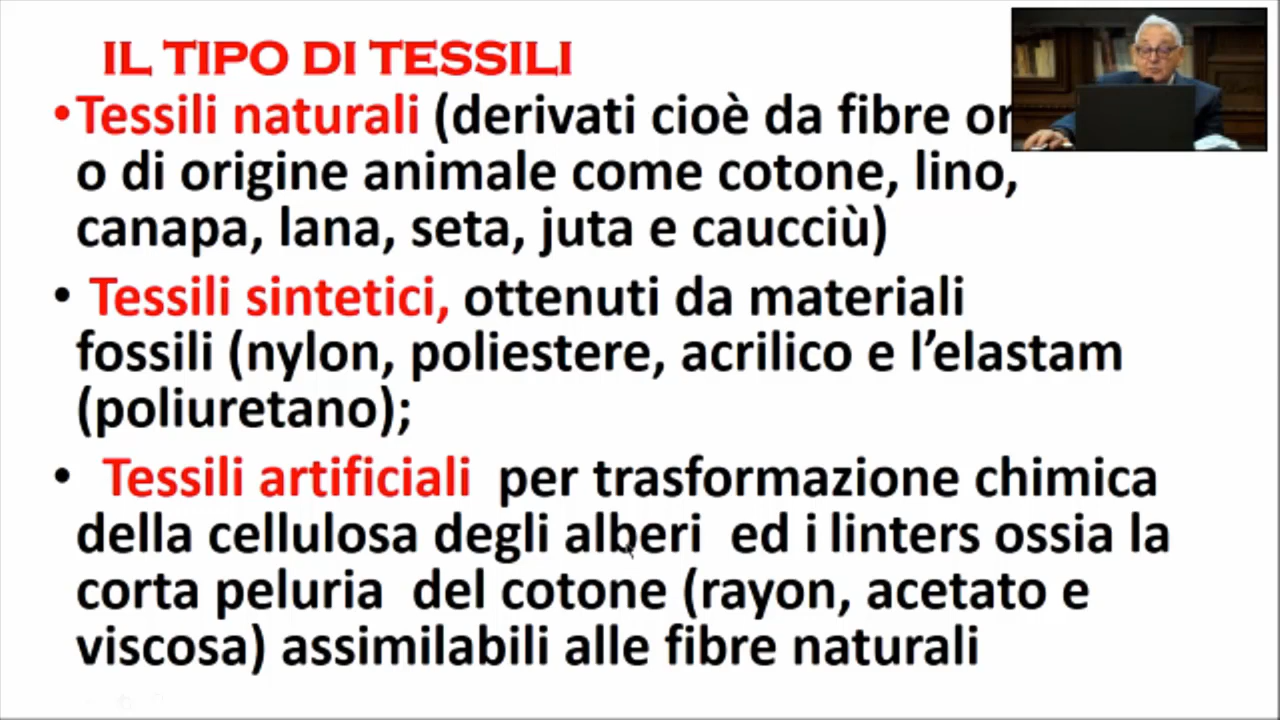 IL TIPO DI TESSILI
•Tessili naturali (derivati cioè da fibre
o di origine animale come cotone, lino,
canapa, lana, seta, juta e caucciù)
• Tessili sintetici, ottenuti da materiali
fossili (nylon, poliestere, acrilico e l’elastam
(poliuretano);
• Tessili artificiali per trasformazione chimica
della cellulosa degli alberi ed i linters ossia la
corta peluria del cotone (rayon, acetato e
viscosa) assimilabili alle fibre naturali